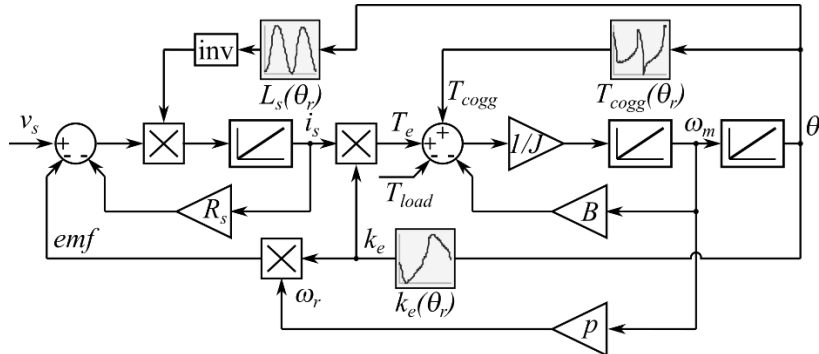 inv
L_s(θ_r)
T_cogg
T_cogg(θ_r)
v_s
+
-
-
i_s
T_e
+
+
-
-
1/J
ω_m
θ
T_load
R_s
B
emf
k_e
ω_r
k_e(θ_r)
p